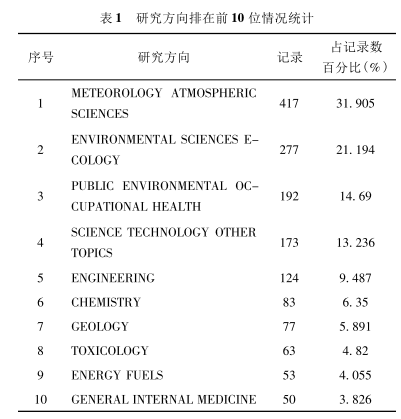 表 1 研究方向排在前 10 位情况统计
序号 研究方向 记录 占记录数百分比(%)
1 METEOROLOGY ATMOSPHERIC SCIENCES 417 31.905
2 ENVIRONMENTAL SCIENCES E-COLOGY 277 21.194
3 PUBLIC ENVIRONMENTAL OC-CUPATIONAL HEALTH 192 14.69
4 SCIENCE TECHNOLOGY OTHER TOPICS 173 13.236
5 ENGINEERING 124 9.487
6 CHEMISTRY 83 6.35
7 GEOLOGY 77 5.891
8 TOXICOLOGY 63 4.82
9 ENERGY FUELS 53 4.055
10 GENERAL INTERNAL MEDICINE 50 3.826